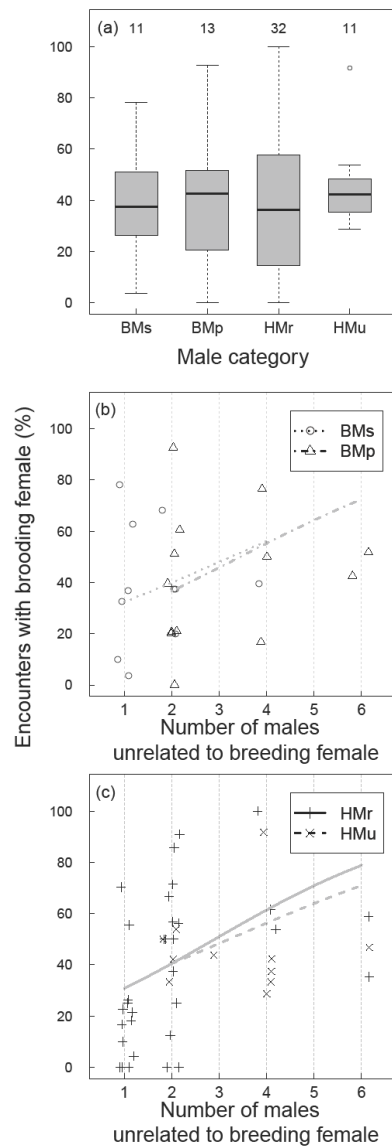 (a) 11 13 32 11
100
80
60
40
20
0
BMs BMp HMr HMu
Male category
Encounters with brooding female (%)
(b)
100
80
60
40
20
0
BMs
BMp
1 2 3 4 5 6
Number of males
unrelated to breeding female
(c)
100
80
60
40
20
0
HMr
HMu
1 2 3 4 5 6
Number of males
unrelated to breeding female